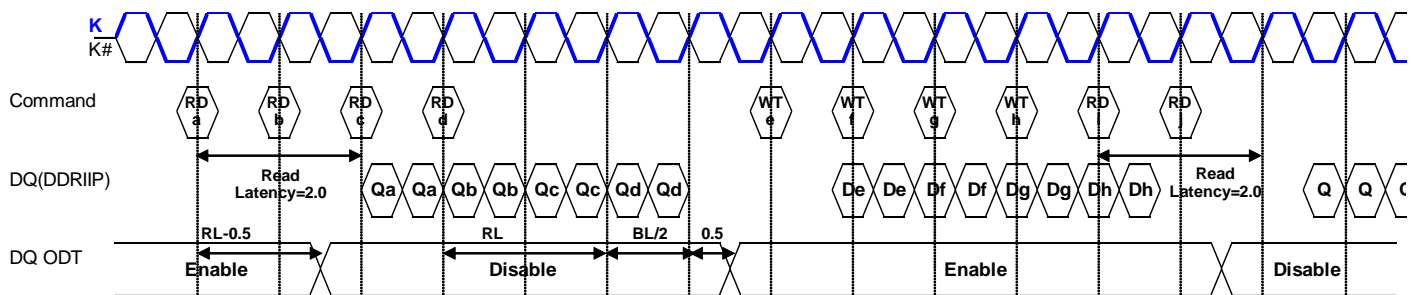 K
K#
Command
RD a
RD b
RD c
RD d
WT e
WT f
WT g
WT h
RD
RD j
Read
Latency=2.0
Read
Latency=2.0
DQ(DDRIIP)
Qa Qa Qb Qb Qc Qc Qd Qd De De Df Df Dg Dg Dh Dh Q Q
RL-0.5 RL BL/2 0.5
DQ ODT
Enable Disable Enable Disable